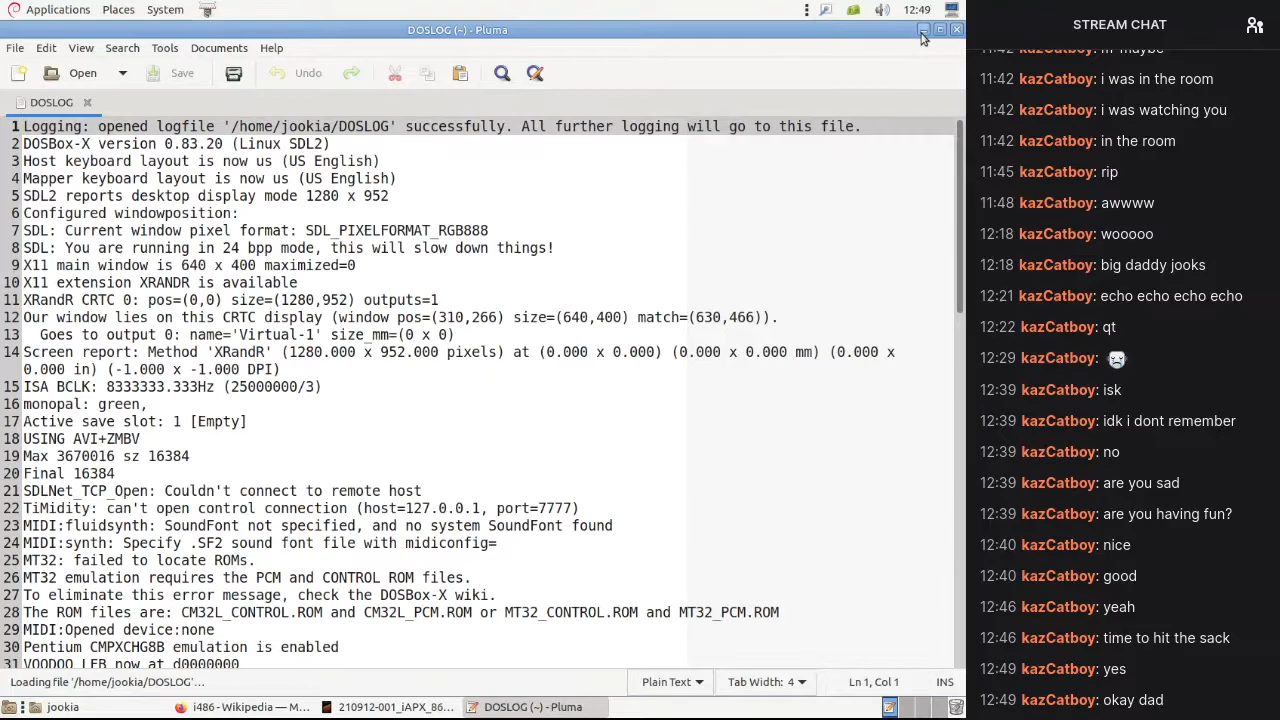 Applications Places System 12:49
DOSLOG (~) - Pluma
File Edit View Search Tools Documents Help
Open Save Undo
DOSLOG
1 Logging: opened logfile '/home/jookia/DOSLOG' successfully. All further logging will go to this file.
2 DOSBox-X version 0.83.20 (Linux SDL2)
3 Host keyboard layout is now us (US English)
4 Mapper keyboard layout is now us (US English)
5 SDL2 reports desktop display mode 1280 x 952
6 Configured windowposition:
7 SDL: Current window pixel format: SDL_PIXELFORMAT_RGB888
8 SDL: You are running in 24 bpp mode, this will slow down things!
9 X11 main window is 640 x 400 maximized=0
10 X11 extension XRANDR is available
11 XRandR CRTC 0: pos=(0,0) size=(1280,952) outputs=1
12 Our window lies on this CRTC display (window pos=(310,266) size=(640,400) match=(630,466)).
13 Goes to output 0: name='Virtual-1' size_mm=(0 x 0)
14 Screen report: Method 'XRandR' (1280.000 x 952.000 pixels) at (0.000 x 0.000) (0.000 x 0.000 mm) (0.000 x
0.000 in) (-1.000 x -1.000 DPI)
15 ISA BCLK: 8333333.333Hz (25000000/3)
16 monopal: green,
17 Active save slot: 1 [Empty]
18 USING AVI+ZMBV
19 Max 3670016 sz 16384
20 Final 16384
21 SDLNet_TCP_Open: Couldn't connect to remote host
22 TiMidity: can't open control connection (host=127.0.0.1, port=7777)
23 MIDI:fluidsynth: SoundFont not specified, and no system SoundFont found
24 MIDI:synth: Specify .SF2 sound font file with midiconfig=
25 MT32: failed to locate ROMs.
26 MT32 emulation requires the PCM and CONTROL ROM files.
27 To eliminate this error message, check the DOSBox-X wiki.
28 The ROM files are: CM32L_CONTROL.ROM and CM32L_PCM.ROM or MT32_CONTROL.ROM and MT32_PCM.ROM
29 MIDI:Opened device:none
30 Pentium CMPXCHG8B emulation is enabled
31 VOODOO LFB now at d0000000
Loading file '/home/jookia/DOSLOG'... Plain Text Tab Width: 4 Ln 1, Col 1 INS
jookia i486 - Wikipedia — M... 210912-001_iAPX_86... DOSLOG (~) - Pluma
STREAM CHAT
11:42 kazCatboy: m maybe
11:42 kazCatboy: i was in the room
11:42 kazCatboy: i was watching you
11:42 kazCatboy: in the room
11:45 kazCatboy: rip
11:48 kazCatboy: awwww
12:18 kazCatboy: wooooo
12:18 kazCatboy: big daddy jooks
12:21 kazCatboy: echo echo echo echo
12:22 kazCatboy: qt
12:29 kazCatboy:
12:39 kazCatboy: isk
12:39 kazCatboy: idk i dont remember
12:39 kazCatboy: no
12:39 kazCatboy: are you sad
12:39 kazCatboy: are you having fun?
12:40 kazCatboy: nice
12:40 kazCatboy: good
12:46 kazCatboy: yeah
12:46 kazCatboy: time to hit the sack
12:49 kazCatboy: yes
12:49 kazCatboy: okay dad